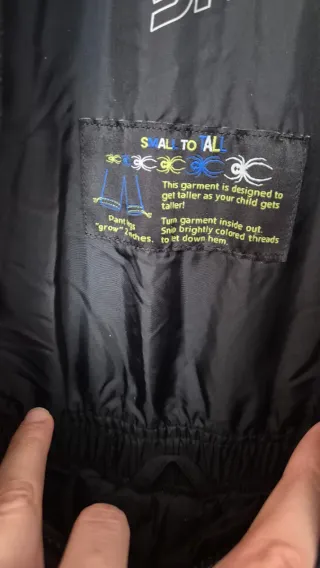 SMALL TO TALL
This garment is designed to
get taller as your child gets
taller!
Pant legs
"grow" 2 inches.
Turn garment inside out.
Snip brightly colored threads
to let down hem.